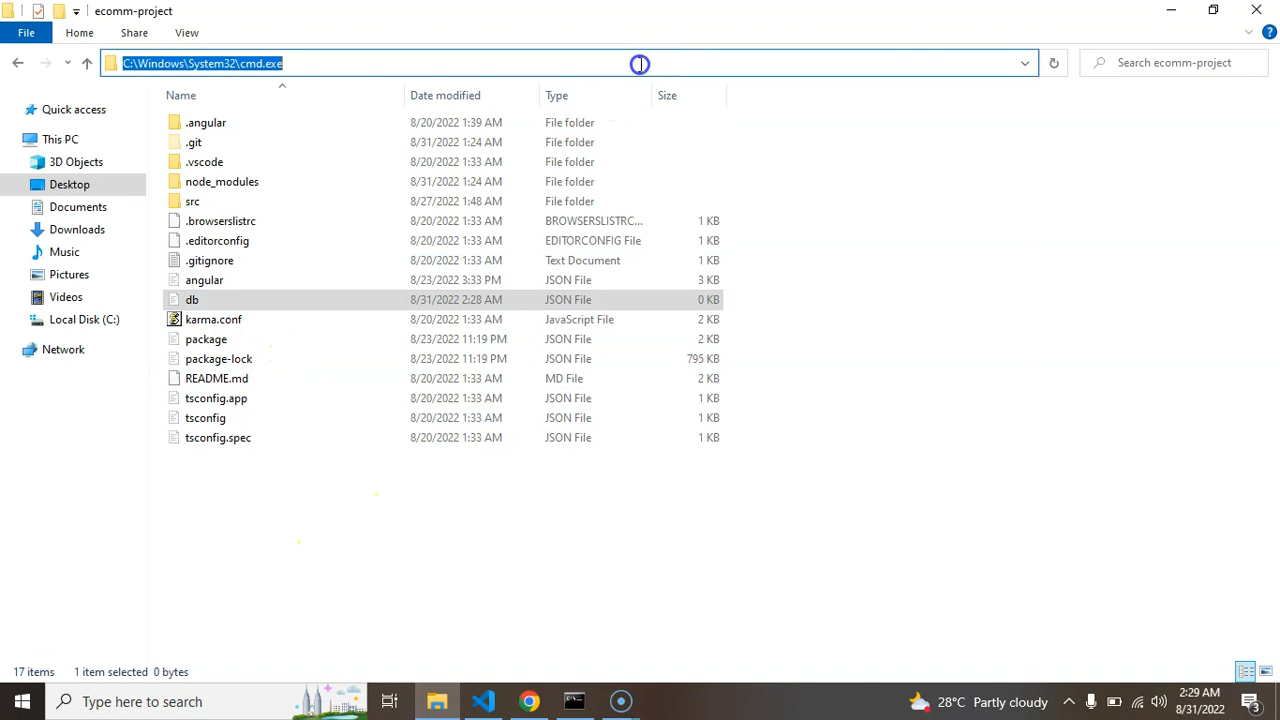 ecomm-project
File Home Share View
C:\Windows\System32\cmd.exe Search ecomm-project
Name Date modified Type Size
Quick access
This PC
3D Objects
Desktop
Documents
Downloads
Music
Pictures
Videos
Local Disk (C:)
Network
.angular 8/20/2022 1:39 AM File folder
.git 8/31/2022 1:24 AM File folder
.vscode 8/20/2022 1:33 AM File folder
node_modules 8/31/2022 1:24 AM File folder
src 8/27/2022 1:48 AM File folder
.browserslistrc 8/20/2022 1:33 AM BROWSERSLISTRC... 1 KB
.editorconfig 8/20/2022 1:33 AM EDITORCONFIG File 1 KB
.gitignore 8/20/2022 1:33 AM Text Document 1 KB
angular 8/23/2022 3:33 PM JSON File 3 KB
db 8/31/2022 2:28 AM JSON File 0 KB
karma.conf 8/20/2022 1:33 AM JavaScript File 2 KB
package 8/23/2022 11:19 PM JSON File 2 KB
package-lock 8/23/2022 11:19 PM JSON File 795 KB
README.md 8/20/2022 1:33 AM MD File 2 KB
tsconfig.app 8/20/2022 1:33 AM JSON File 1 KB
tsconfig 8/20/2022 1:33 AM JSON File 1 KB
tsconfig.spec 8/20/2022 1:33 AM JSON File 1 KB
17 items 1 item selected 0 bytes
Type here to search 28°C Partly cloudy 2:29 AM
8/31/2022 3